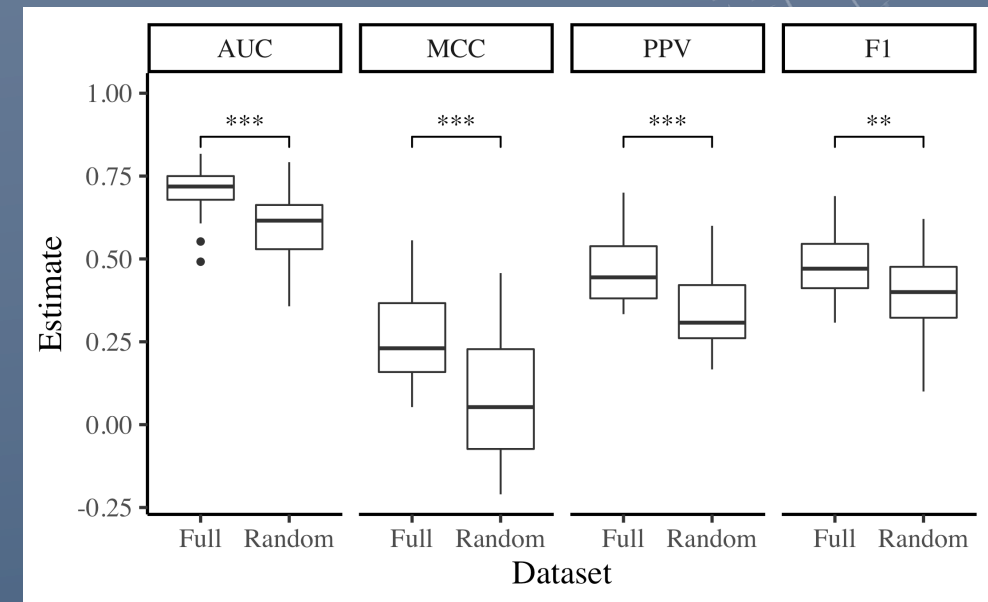 AUC MCC PPV F1
1.00
*** *** *** **
0.75
0.50
0.25
0.00
-0.25
Estimate
Full Random Full Random Full Random Full Random
Dataset